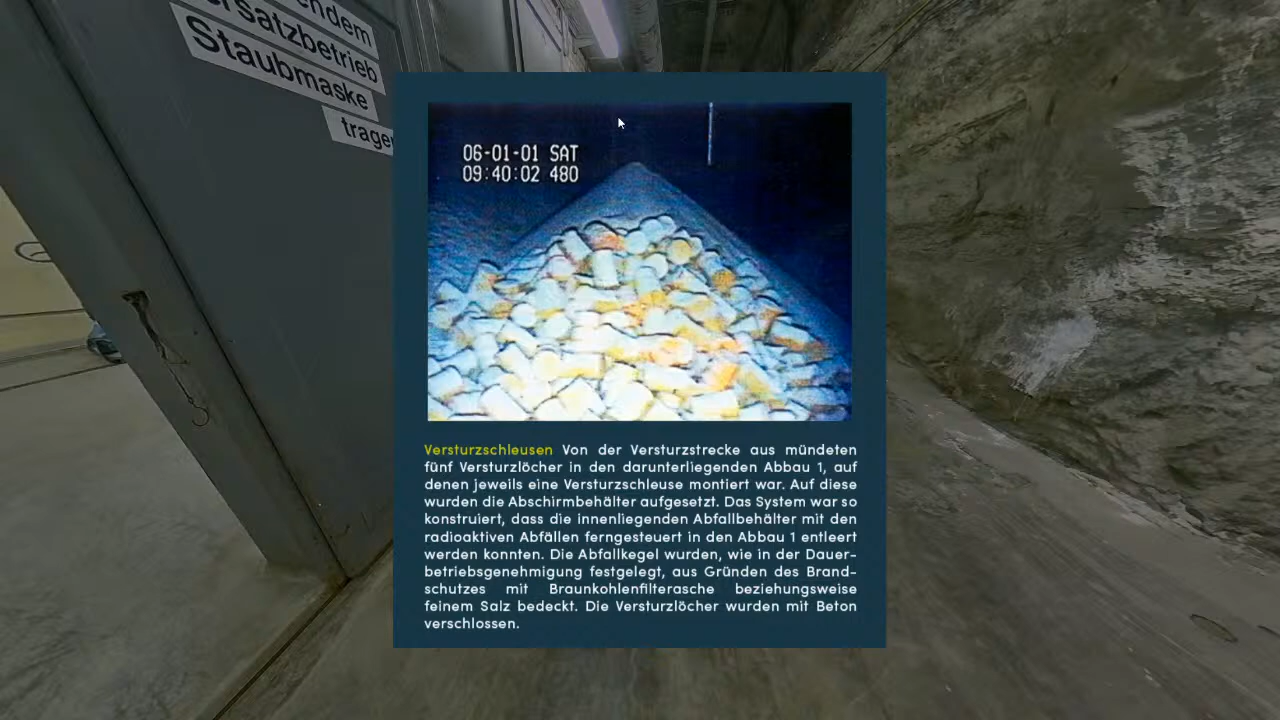 endem
ersatzbetrieb
Staubmaske
tragen
06-01-01 SAT
09:40:02 480
Versturzschleusen Von der Versturzstrecke aus mündeten
fünf Versturzlöcher in den darunterliegenden Abbau 1, auf
denen jeweils eine Versturzschleuse montiert war. Auf diese
wurden die Abschirmbehälter aufgesetzt. Das System war so
konstruiert, dass die innenliegenden Abfallbehälter mit den
radioaktiven Abfällen ferngesteuert in den Abbau 1 entleert
werden konnten. Die Abfallkegel wurden, wie in der Dauer-
betriebsgenehmigung festgelegt, aus Gründen des Brand-
schutzes mit Braunkohlenfilterasche beziehungsweise
feinem Salz bedeckt. Die Versturzlöcher wurden mit Beton
verschlossen.